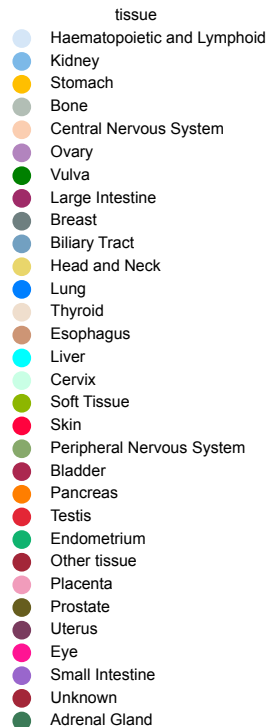 tissue
Haematopoietic and Lymphoid
Kidney
Stomach
Bone
Central Nervous System
Ovary
Vulva
Large Intestine
Breast
Biliary Tract
Head and Neck
Lung
Thyroid
Esophagus
Liver
Cervix
Soft Tissue
Skin
Peripheral Nervous System
Bladder
Pancreas
Testis
Endometrium
Other tissue
Placenta
Prostate
Uterus
Eye
Small Intestine
Unknown
Adrenal Gland